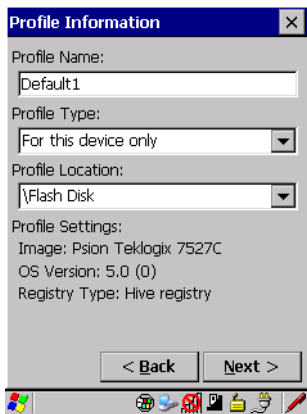 Profile Information
Profile Name:
Default1
Profile Type:
For this device only
Profile Location:
\Flash Disk
Profile Settings:
Image: Psion Teklogix 7527C
OS Version: 5.0 (0)
Registry Type: Hive registry
< Back
Next >